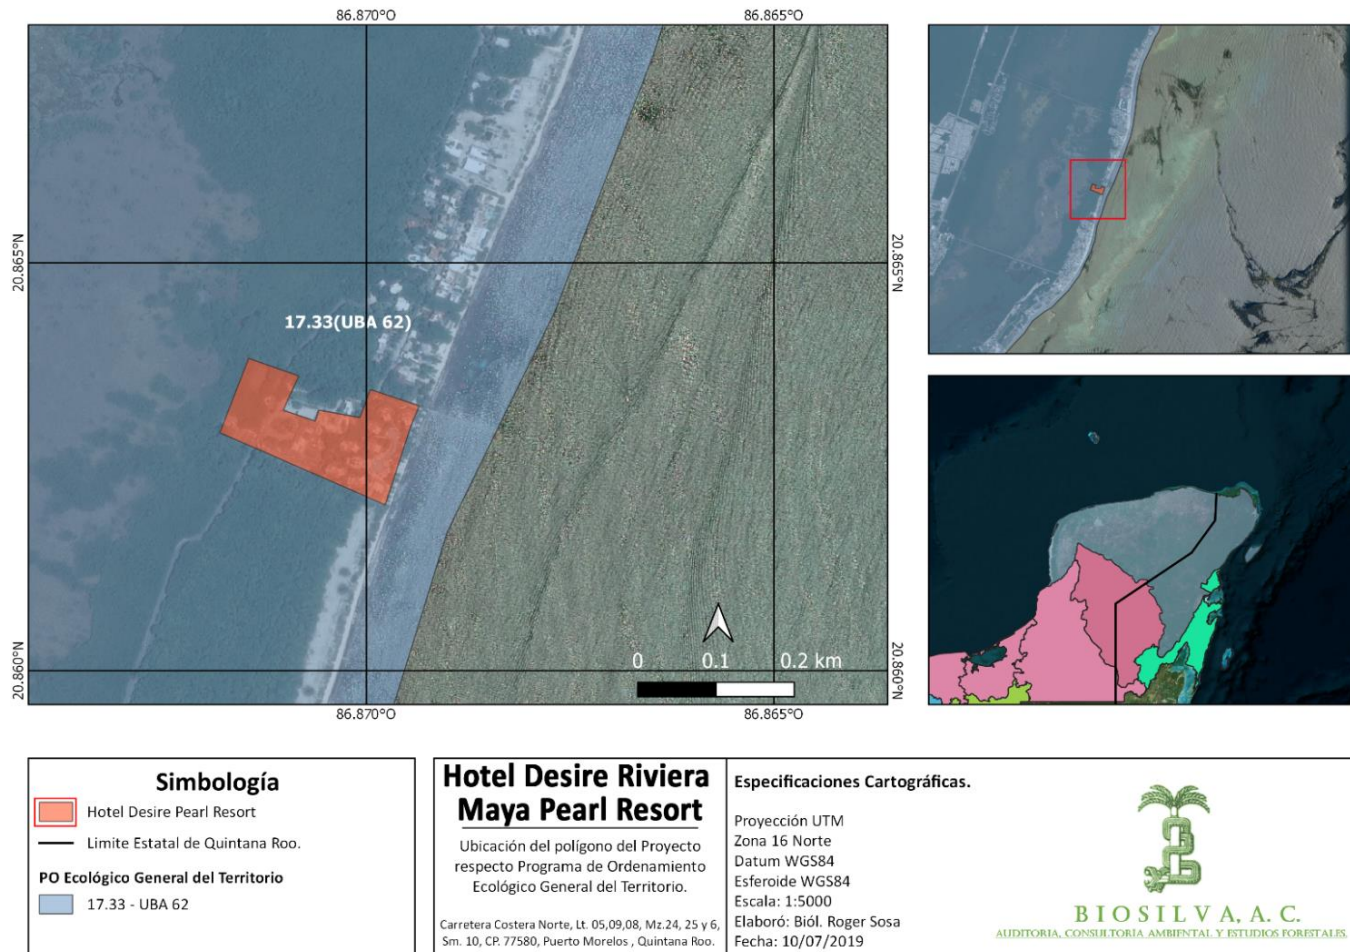 86.870°O
86.865°O
20.865°N
20.865°N
17.33(UBA 62)
0 0.1 0.2 km
20.860°N
20.860°N
86.870°O
86.865°O
Simbología
Hotel Desire Pearl Resort
Limite Estatal de Quintana Roo.
PO Ecológico General del Territorio
17.33 - UBA 62
Hotel Desire Riviera
Maya Pearl Resort
Ubicación del polígono del Proyecto
respecto Programa de Ordenamiento
Ecológico General del Territorio.
Carretera Costera Norte, Lt. 05,09,08, Mz.24, 25 y 6,
Sm. 10, CP. 77580, Puerto Morelos , Quintana Roo.
Especificaciones Cartográficas.
Proyección UTM
Zona 16 Norte
Datum WGS84
Esferoide WGS84
Escala: 1:5000
Elaboró: Biól. Roger Sosa
Fecha: 10/07/2019
BIOSILVA, A. C.
AUDITORIA, CONSULTORIA AMBIENTAL Y ESTUDIOS FORESTALES.